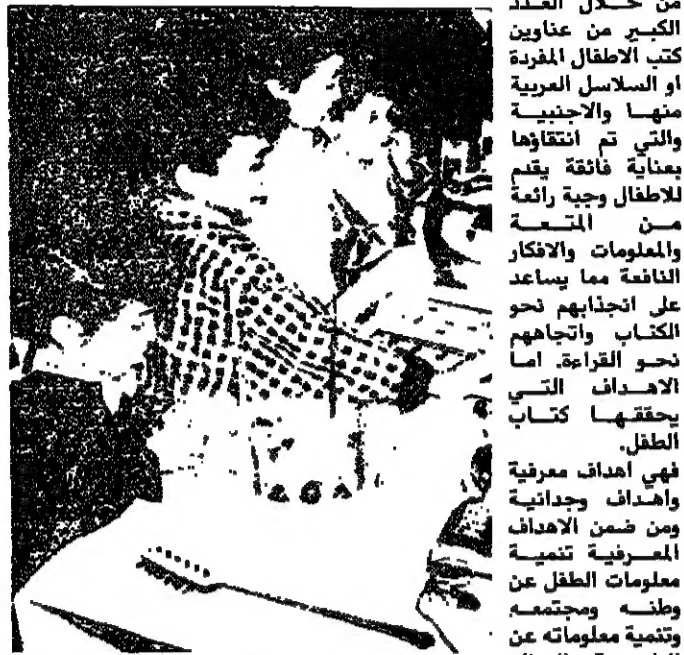 من خلال العدد
الكبير من عناوين
كتب الاطفال المفردة
او السلاسل العربية
منها والاجنبية
والتي تم انتقاؤها
بعناية فائقة يقدم
للاطفال وجبة رائعة
من المتعة
والمعلومات والافكار
النافعة مما يساعد
على انجذابهم نحو
الكتاب واتجاههم
نحو القراءة. اما
الاهداف التي
يحققها كتاب
الطفل.
فهي اهداف معرفية
واهداف وجدانية
ومن ضمن الاهداف
المعرفية تنمية
معلومات الطفل عن
وطنه ومجتمعه
وتنمية معلوماته عن